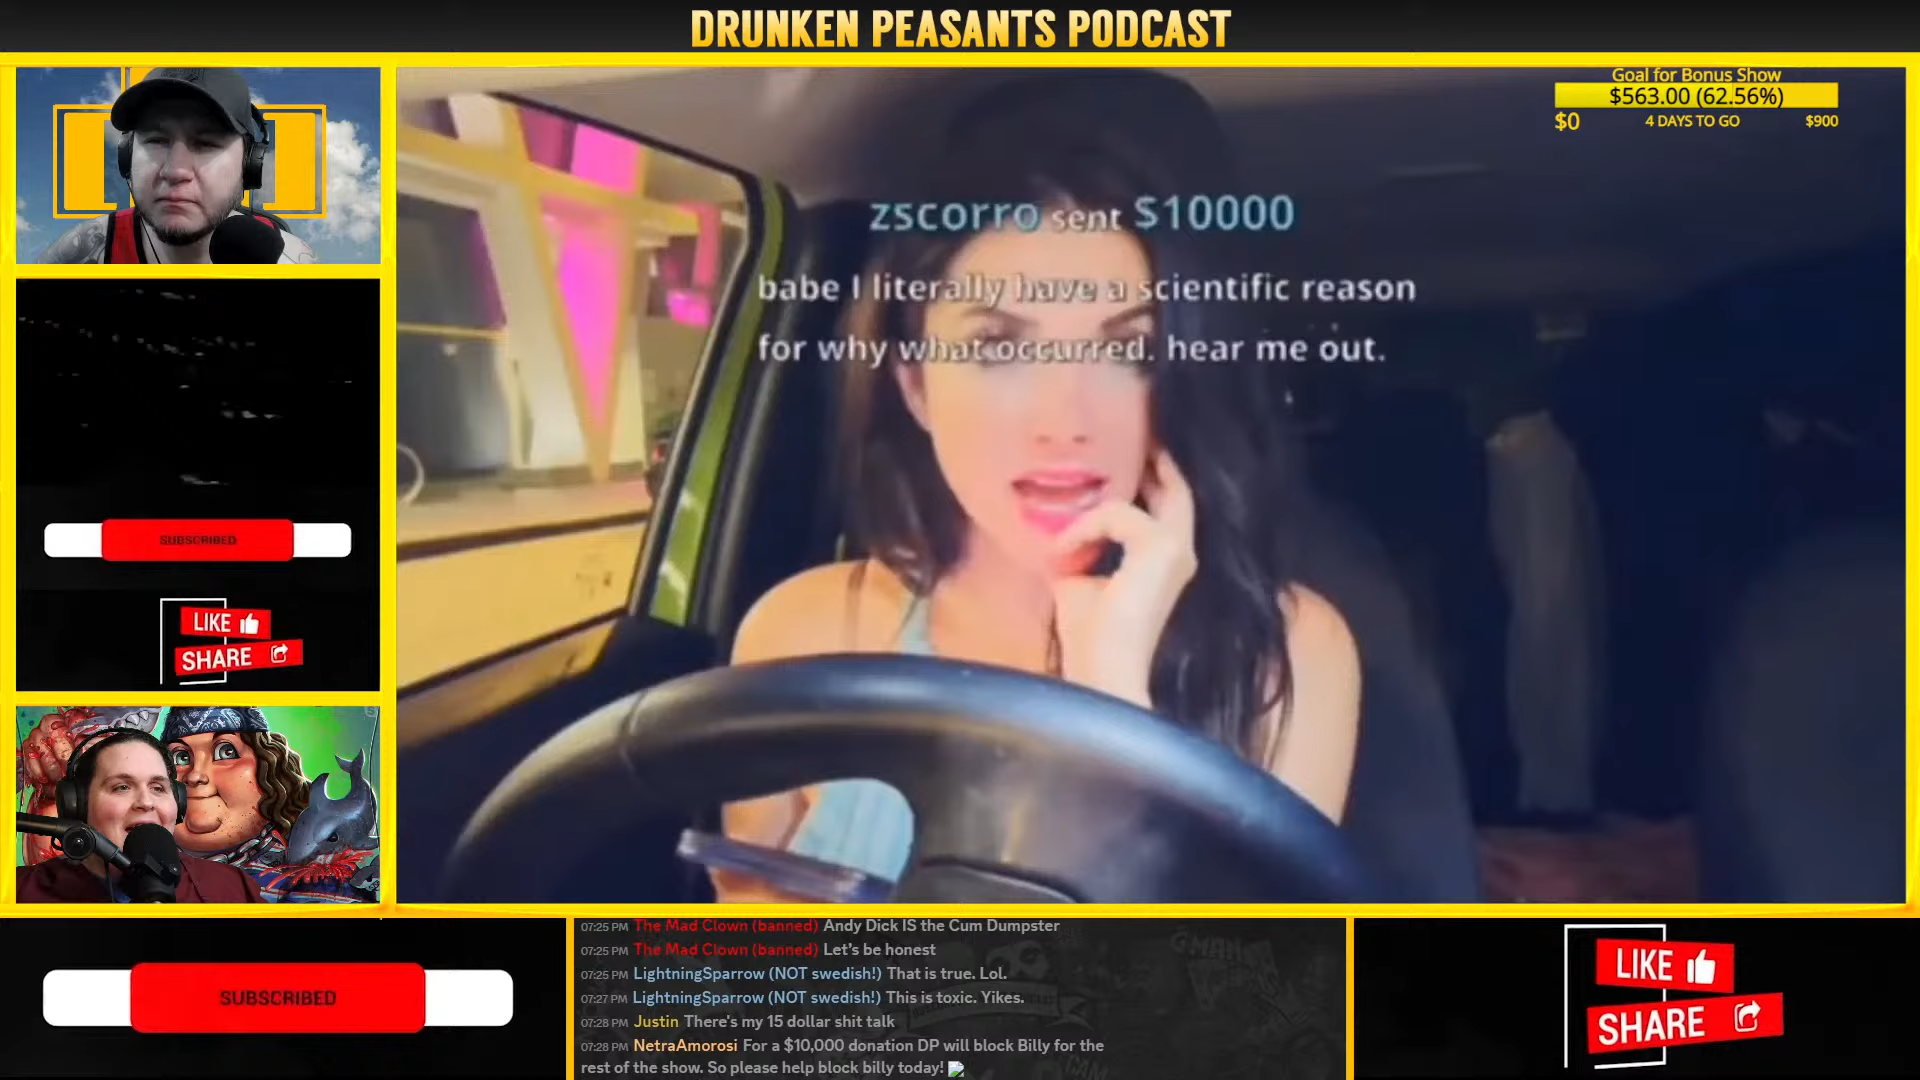 DRUNKEN PEASANTS PODCAST
Goal for Bonus Show
$563.00 (62.56%)
$0 4 DAYS TO GO $900
zscorro sent $10000
babe I literally have a scientific reason
for why what occurred. hear me out.
SUBSCRIBED
LIKE
SHARE
07:25 PM The Mad Clown (banned) Andy Dick IS the Cum Dumpster
07:25 PM The Mad Clown (banned) Let's be honest
07:25 PM LightningSparrow (NOT swedish!) That is true. Lol.
07:27 PM LightningSparrow (NOT swedish!) This is toxic. Yikes.
07:28 PM Justin There's my 15 dollar shit talk
07:28 PM NetraAmorosi For a $10,000 donation DP will block Billy for the
rest of the show. So please help block billy today!
SUBSCRIBED
LIKE
SHARE